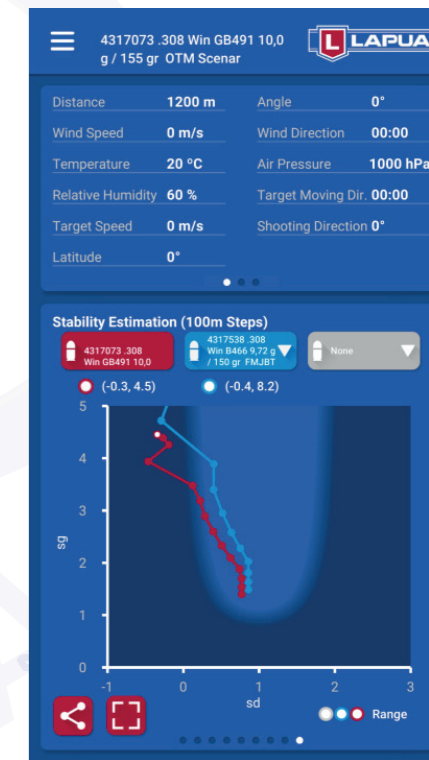 4317073 .308 Win GB491 10,0
g / 155 gr OTM Scenar
L LAPUA
Distance 1200 m Angle 0°
Wind Speed 0 m/s Wind Direction 00:00
Temperature 20 ºC Air Pressure 1000 hPa
Relative Humidity 60 % Target Moving Dir. 00:00
Target Speed 0 m/s Shooting Direction 0°
Latitude 0°
Stability Estimation (100m Steps)
4317073 .308
Win GB491 10,0
4317538 .308
Win B466 9,72 g
/ 150 gr FMJBT
None
(-0.3, 4.5) (-0.4, 8.2)
5
4
3
2
1
0
sg
-1 0 1 2 3
sd
Range